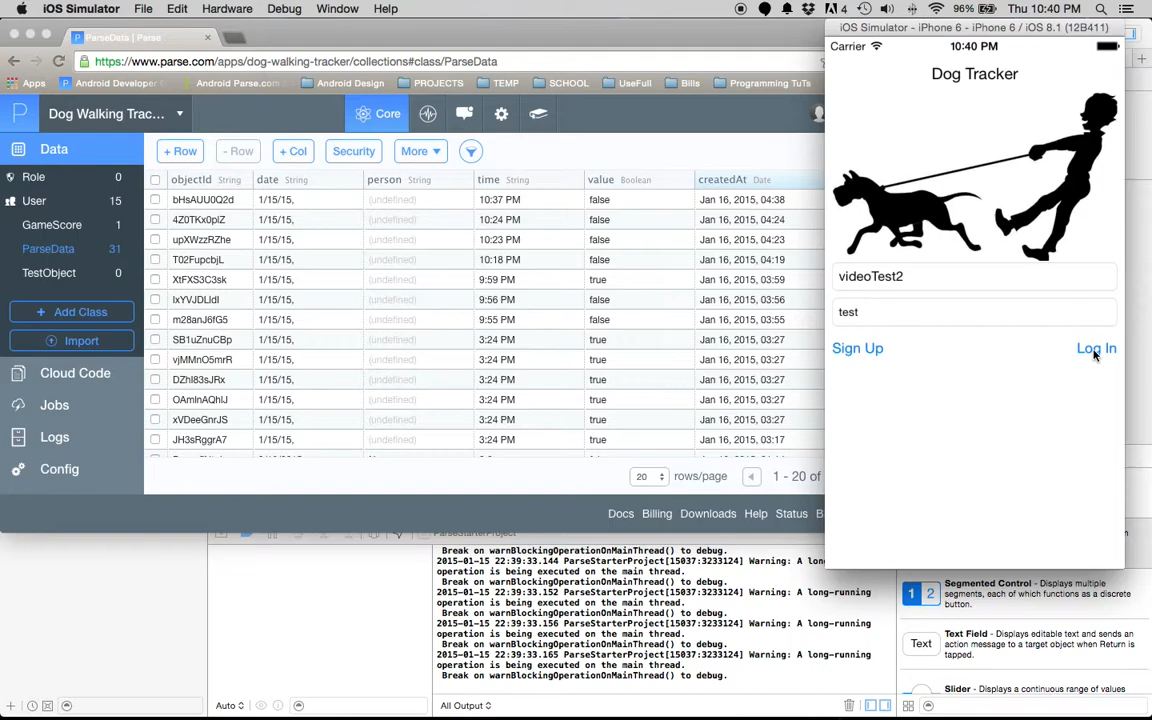 iOS Simulator File Edit Hardware Debug Window Help 4 96% Thu 10:40 PM
ParseData | Parse
https://www.parse.com/apps/dog-walking-tracker/collections#class/ParseData
Apps Android Developer Android Parse.com Android Design PROJECTS TEMP SCHOOL UseFull Bills Programming TuTs
Dog Walking Trac... Core
Data
Role 0
User 15
GameScore 1
ParseData 31
TestObject 0
+ Add Class
Import
Cloud Code
Jobs
Logs
Config
+ Row - Row + Col Security More
objectId String date String person String time String value Boolean createdAt Date
bHsAUU0Q2d 1/15/15, (undefined) 10:37 PM false Jan 16, 2015, 04:38
4Z0TKx0plZ 1/15/15, (undefined) 10:24 PM false Jan 16, 2015, 04:24
upXWzzRZhe 1/15/15, (undefined) 10:23 PM false Jan 16, 2015, 04:23
T02FupcbjL 1/15/15, (undefined) 10:18 PM false Jan 16, 2015, 04:19
XtFXS3C3sk 1/15/15, (undefined) 9:59 PM true Jan 16, 2015, 03:59
IxYVJDLIdI 1/15/15, (undefined) 9:56 PM false Jan 16, 2015, 03:56
m28anJ6fG5 1/15/15, (undefined) 9:55 PM false Jan 16, 2015, 03:55
SB1uZnuCBp 1/15/15, (undefined) 3:24 PM true Jan 16, 2015, 03:29
vjMMnO5mrR 1/15/15, (undefined) 3:24 PM true Jan 16, 2015, 03:27
DZhl83sJRx 1/15/15, (undefined) 3:24 PM true Jan 16, 2015, 03:27
OAmInAQhlJ 1/15/15, (undefined) 3:24 PM true Jan 16, 2015, 03:27
xVDeeGnrJS 1/15/15, (undefined) 3:24 PM true Jan 16, 2015, 03:27
JH3sRggrA7 1/15/15, (undefined) 3:24 PM true Jan 16, 2015, 03:17
20 rows/page 1 - 20 of
Docs Billing Downloads Help Status
iOS Simulator - iPhone 6 - iPhone 6 / iOS 8.1 (12B411)
Carrier 10:40 PM
Dog Tracker
videoTest2
test
Sign Up Log In
ParseStarterProject
Break on warnBlockingOperationOnMainThread() to debug.
2015-01-15 22:39:33.144 ParseStarterProject[15037:3233124] Warning: A long-running
operation is being executed on the main thread.
Break on warnBlockingOperationOnMainThread() to debug.
2015-01-15 22:39:33.152 ParseStarterProject[15037:3233124] Warning: A long-running
operation is being executed on the main thread.
Break on warnBlockingOperationOnMainThread() to debug.
2015-01-15 22:39:33.156 ParseStarterProject[15037:3233124] Warning: A long-running
operation is being executed on the main thread.
Break on warnBlockingOperationOnMainThread() to debug.
2015-01-15 22:39:33.165 ParseStarterProject[15037:3233124] Warning: A long-running
operation is being executed on the main thread.
Break on warnBlockingOperationOnMainThread() to debug.
Auto All Output
1 2 Segmented Control - Displays multiple
segments, each of which functions as a discrete
button.
Text Text Field - Displays editable text and sends an
action message to a target object when Return is
tapped.
Slider - Displays a continuous range of values